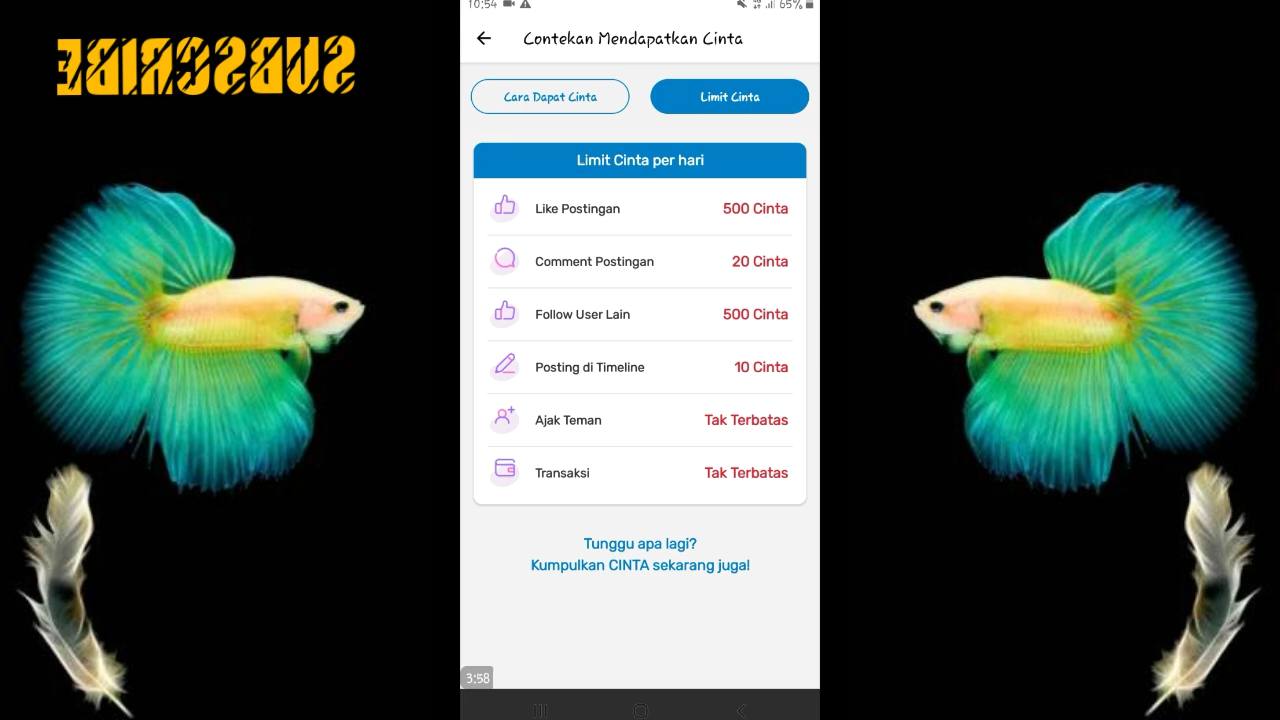 SUBSCRIBE
10:54
65%
Contekan Mendapatkan Cinta
Cara Dapat Cinta
Limit Cinta
Limit Cinta per hari
Like Postingan 500 Cinta
Comment Postingan 20 Cinta
Follow User Lain 500 Cinta
Posting di Timeline 10 Cinta
Ajak Teman Tak Terbatas
Transaksi Tak Terbatas
Tunggu apa lagi?
Kumpulkan CINTA sekarang juga!
3:58